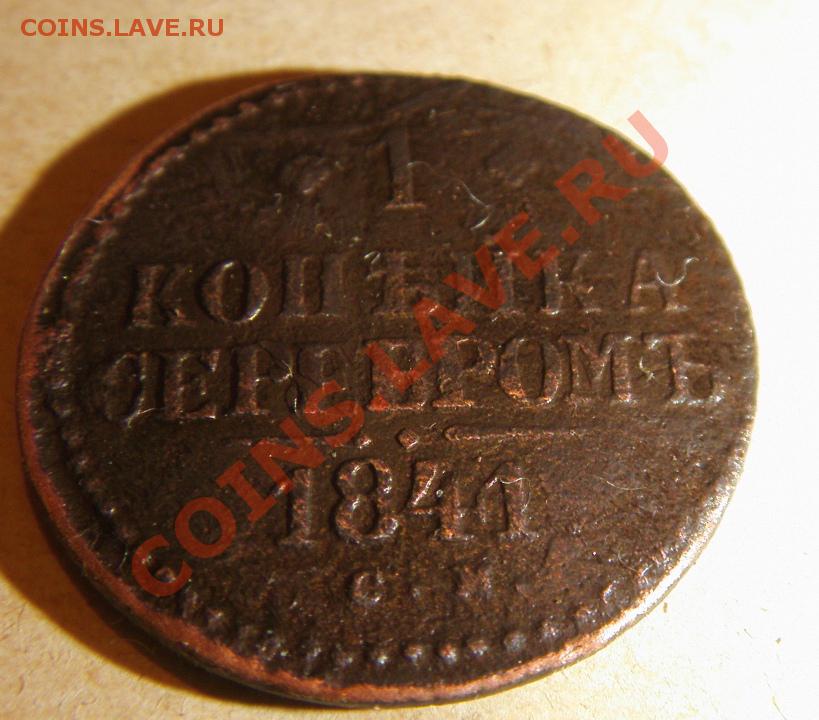 COINS.LAVE.RU
1
КОПѢЙКА
СЕРЕБРОМЪ
1841
С. М.
COINS.LAVE.RU